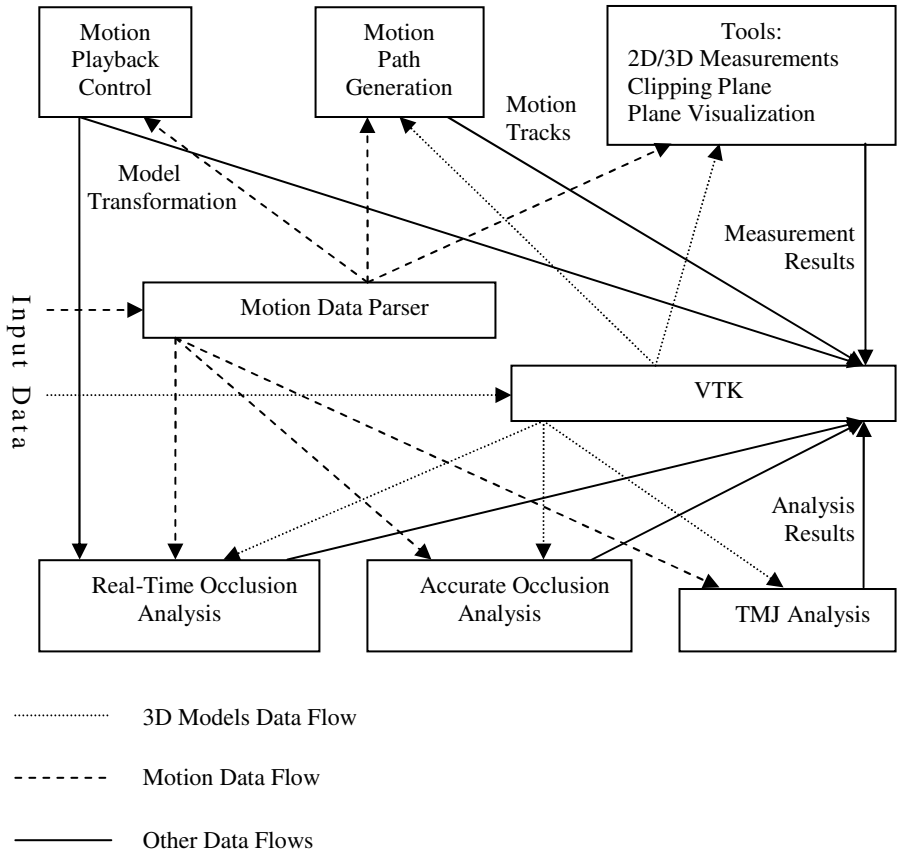 Motion
Playback
Control
Motion
Path
Generation
Tools:
2D/3D Measurements
Clipping Plane
Plane Visualization
Motion
Tracks
Model
Transformation
Measurement
Results
Input Data
Motion Data Parser
VTK
Analysis
Results
Real-Time Occlusion
Analysis
Accurate Occlusion
Analysis
TMJ Analysis
3D Models Data Flow
Motion Data Flow
Other Data Flows